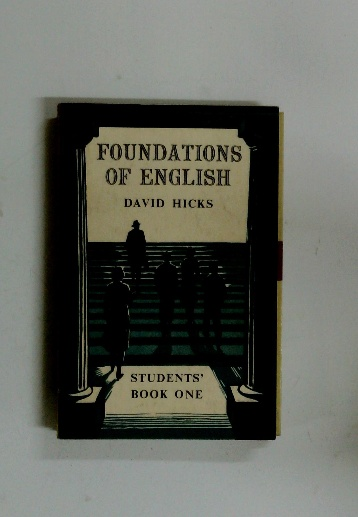 FOUNDATIONS
OF ENGLISH
DAVID HICKS
STUDENTS'
BOOK ONE